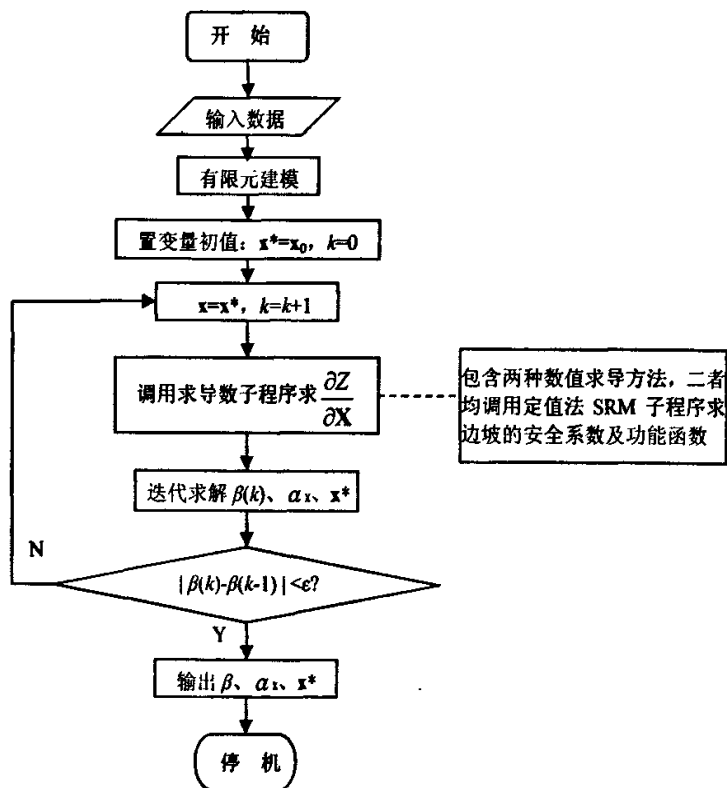 开 始
输入数据
有限元建模
置变量初值：x*=x₀，k=0
x=x*，k=k+1
调用求导数子程序求 ∂Z/∂X
包含两种数值求导方法，二者
均调用定值法 SRM 子程序求
边坡的安全系数及功能函数
迭代求解 β(k)、αₓ、x*
N
|β(k)-β(k-1)|<ε?
Y
输出 β、αₓ、x*
停 机